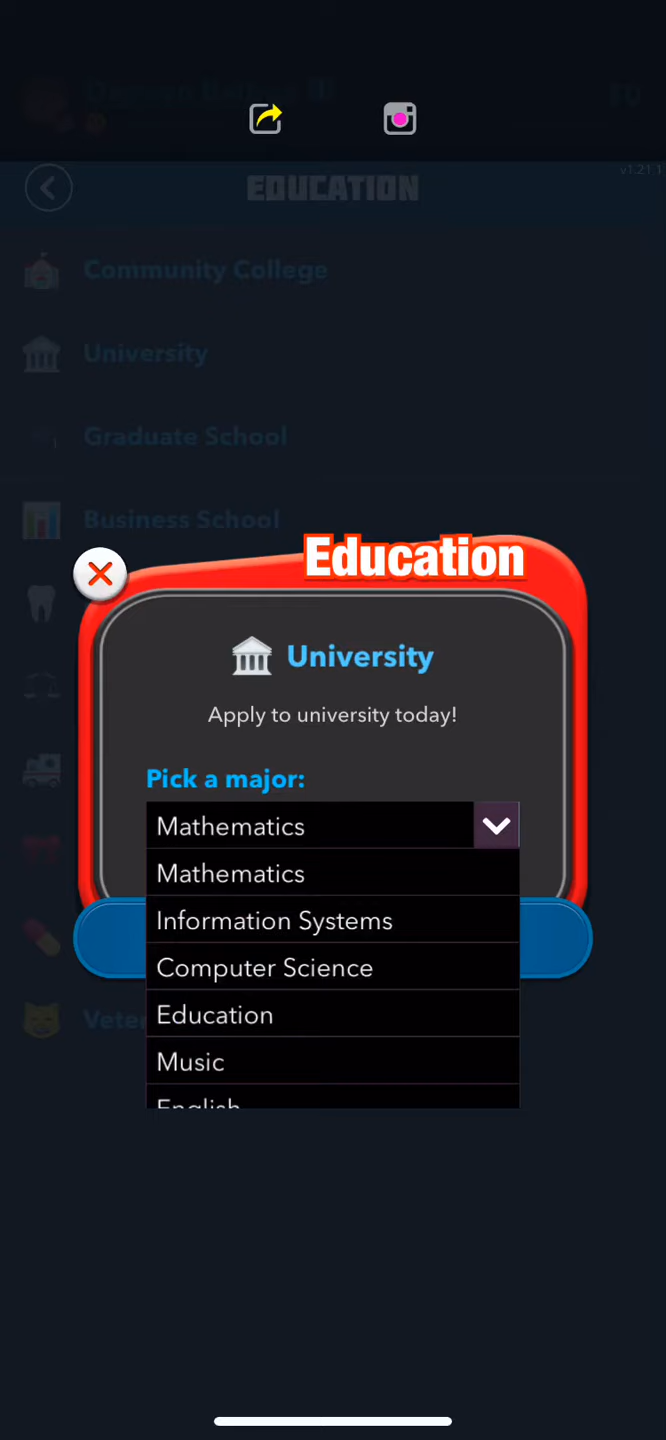 v1.21.1
EDUCATION
Community College
University
Graduate School
Business School
Education
University
Apply to university today!
Pick a major:
Mathematics
Mathematics
Information Systems
Computer Science
Education
Music
English